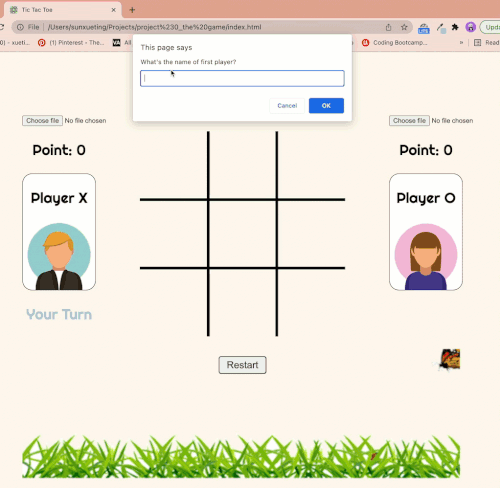 Tic Tac Toe
File | /Users/sunxueting/Projects/project%230_the%20game/index.html
Upda
0) - xueti...
Pinterest - The...
All
Coding Bootcamp...
»
Read
This page says
What's the name of first player?
Cancel
OK
Choose file No file chosen
Choose file No file chosen
Point: 0
Point: 0
Player X
Player O
Your Turn
Restart